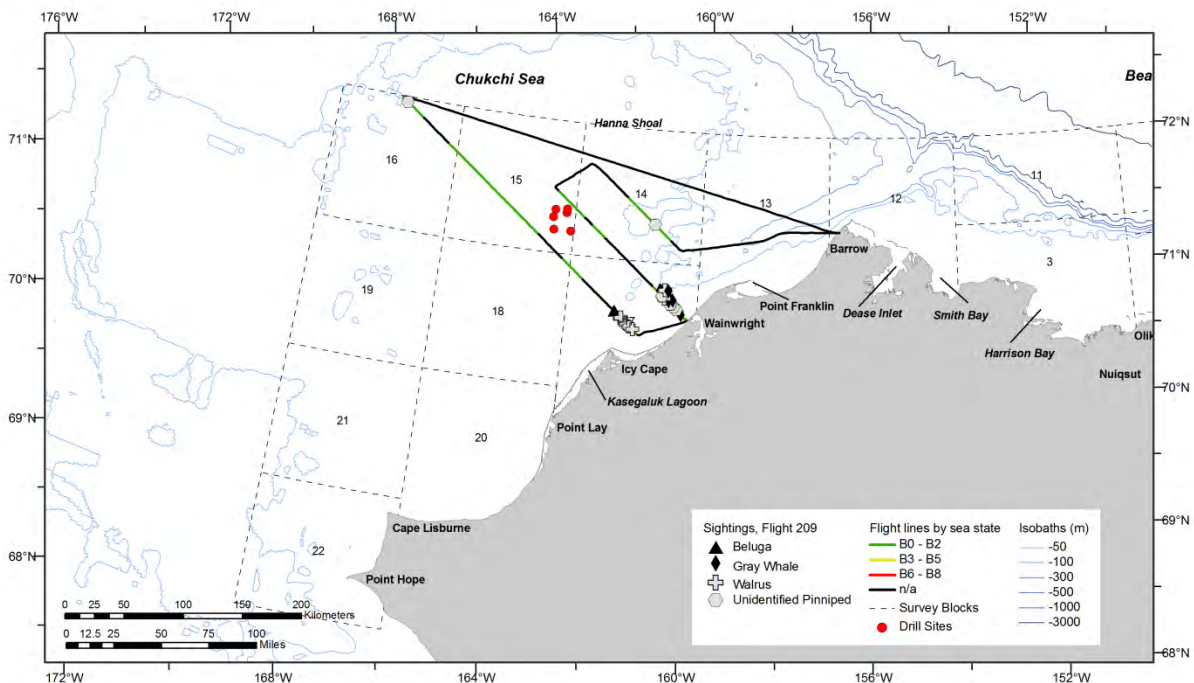 176°W 168°W 164°W 160°W 156°W 152°W
Chukchi Sea
Bea
72°N
71°N
Hanna Shoal
16
15
14
13
12
11
Barrow
71°N
3
70°N
19
18
Wainwright
Point Franklin
Dease Inlet
Smith Bay
Harrison Bay
Olik
Nuiqsut
Icy Cape
Kasegaluk Lagoon
70°N
69°N
21
20
Point Lay
Cape Lisburne
69°N
68°N
22
Point Hope
0 25 50 100 150 200
Kilometers
0 12.5 25 50 75 100
Miles
Sightings, Flight 209
Beluga
Gray Whale
Walrus
Unidentified Pinniped
Flight lines by sea state
B0 - B2
B3 - B5
B6 - B8
n/a
Survey Blocks
Drill Sites
Isobaths (m)
-50
-100
-300
-500
-1000
-3000
68°N
172°W 168°W 164°W 160°W 156°W 152°W